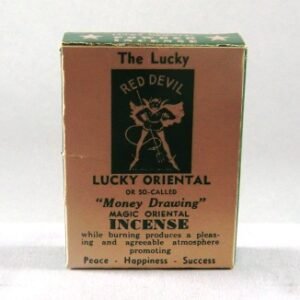 INCENSE
The Lucky
RED DEVIL
LUCKY ORIENTAL
OR SO-CALLED
"Money Drawing"
MAGIC ORIENTAL
INCENSE
while burning produces a pleas-
ing and agreeable atmosphere
promoting
Peace - Happiness - Success